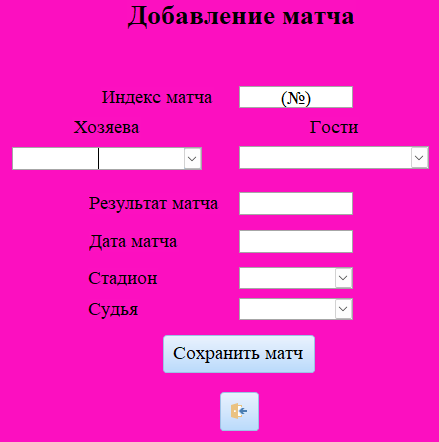 Добавление матча
Индекс матча (№)
Хозяева Гости
Результат матча
Дата матча
Стадион
Судья
Сохранить матч